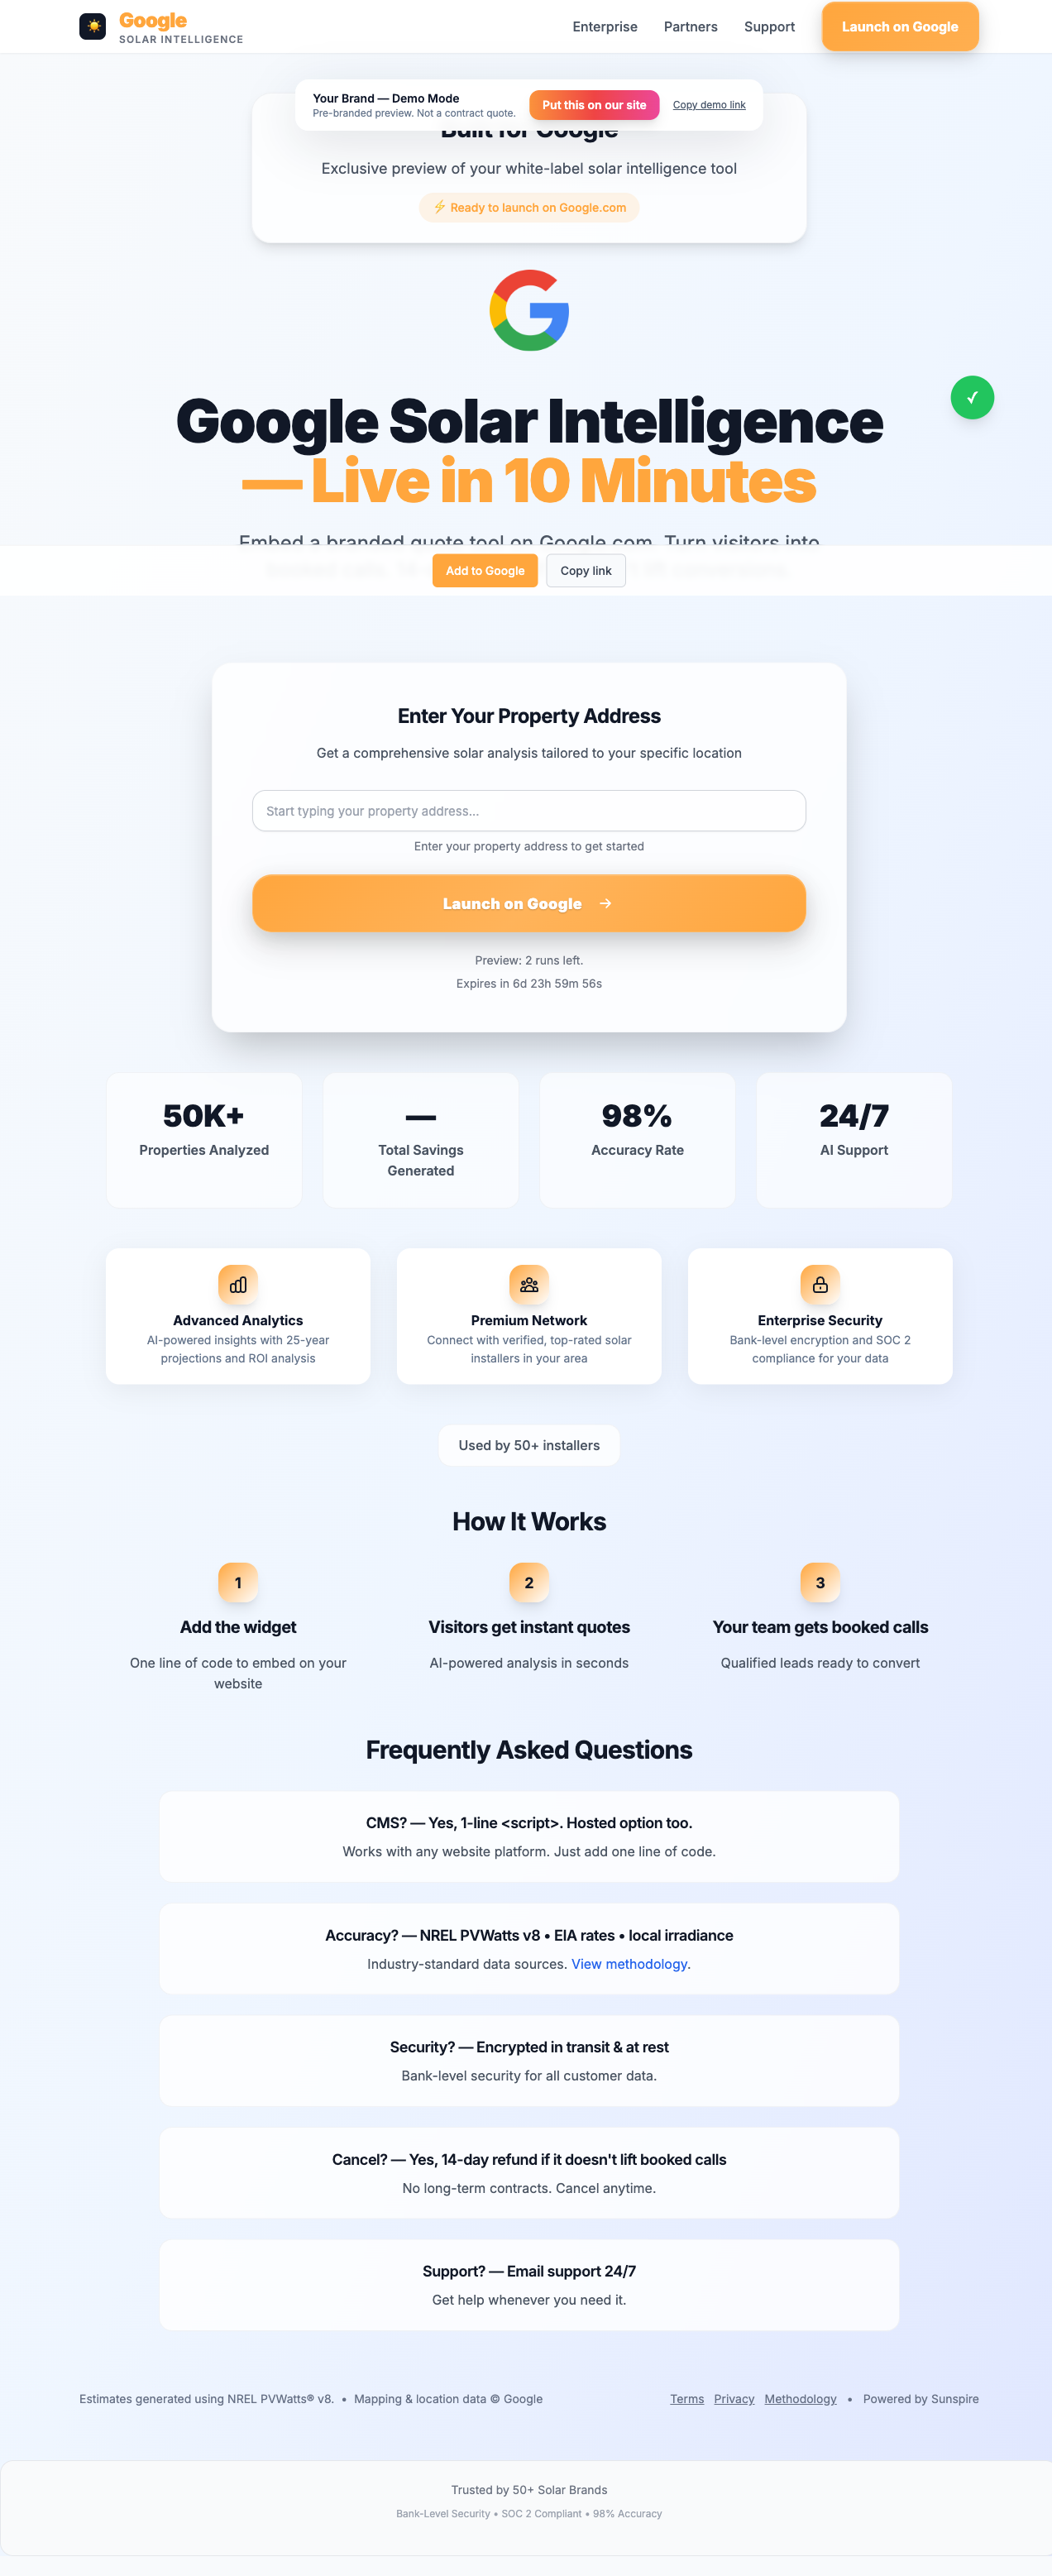 Google
SOLAR INTELLIGENCE
Enterprise
Partners
Support
Launch on Google
Your Brand — Demo Mode
Pre-branded preview. Not a contract quote.
Put this on our site
Copy demo link
Built for Google
Exclusive preview of your white-label solar intelligence tool
⚡ Ready to launch on Google.com
Google Solar Intelligence
— Live in 10 Minutes
Embed a branded quote tool on Google.com. Turn visitors into
Add to Google
Copy link
Enter Your Property Address
Get a comprehensive solar analysis tailored to your specific location
Start typing your property address...
Enter your property address to get started
Launch on Google →
Preview: 2 runs left.
Expires in 6d 23h 59m 56s
50K+
Properties Analyzed
—
Total Savings
Generated
98%
Accuracy Rate
24/7
AI Support
Advanced Analytics
AI-powered insights with 25-year
projections and ROI analysis
Premium Network
Connect with verified, top-rated solar
installers in your area
Enterprise Security
Bank-level encryption and SOC 2
compliance for your data
Used by 50+ installers
How It Works
1
Add the widget
One line of code to embed on your
website
2
Visitors get instant quotes
AI-powered analysis in seconds
3
Your team gets booked calls
Qualified leads ready to convert
Frequently Asked Questions
CMS? — Yes, 1-line <script>. Hosted option too.
Works with any website platform. Just add one line of code.
Accuracy? — NREL PVWatts v8 • EIA rates • local irradiance
Industry-standard data sources. View methodology.
Security? — Encrypted in transit & at rest
Bank-level security for all customer data.
Cancel? — Yes, 14-day refund if it doesn't lift booked calls
No long-term contracts. Cancel anytime.
Support? — Email support 24/7
Get help whenever you need it.
Estimates generated using NREL PVWatts® v8. • Mapping & location data © Google
Terms Privacy Methodology • Powered by Sunspire
Trusted by 50+ Solar Brands
Bank-Level Security • SOC 2 Compliant • 98% Accuracy